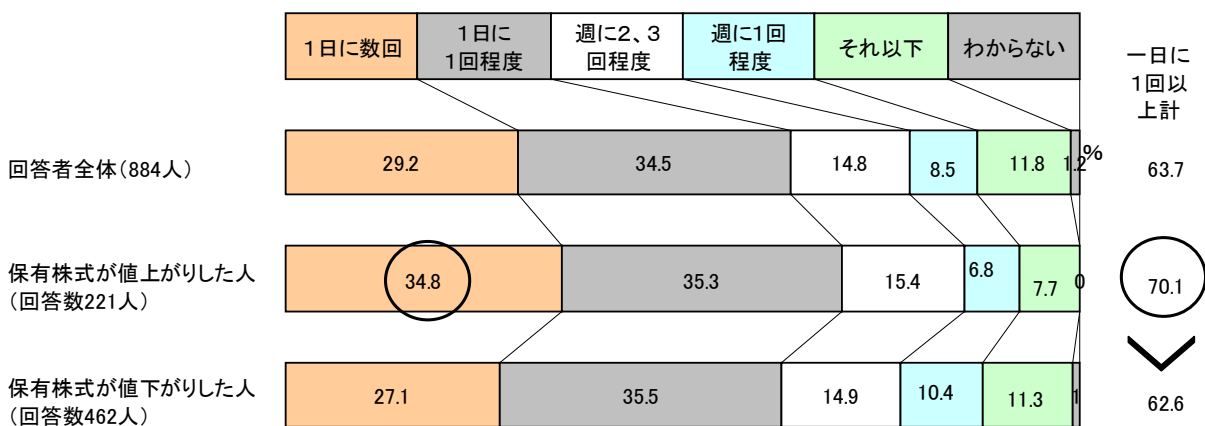 1日に数回
1日に
1回程度
週に2、3
回程度
週に1回
程度
それ以下
わからない
一日に
1回以
上計
回答者全体(884人)
29.2
34.5
14.8
8.5
11.8
1.2
%
63.7
保有株式が値上がりした人
(回答数221人)
34.8
35.3
15.4
6.8
7.7
0
70.1
保有株式が値下がりした人
(回答数462人)
27.1
35.5
14.9
10.4
11.3
1
62.6